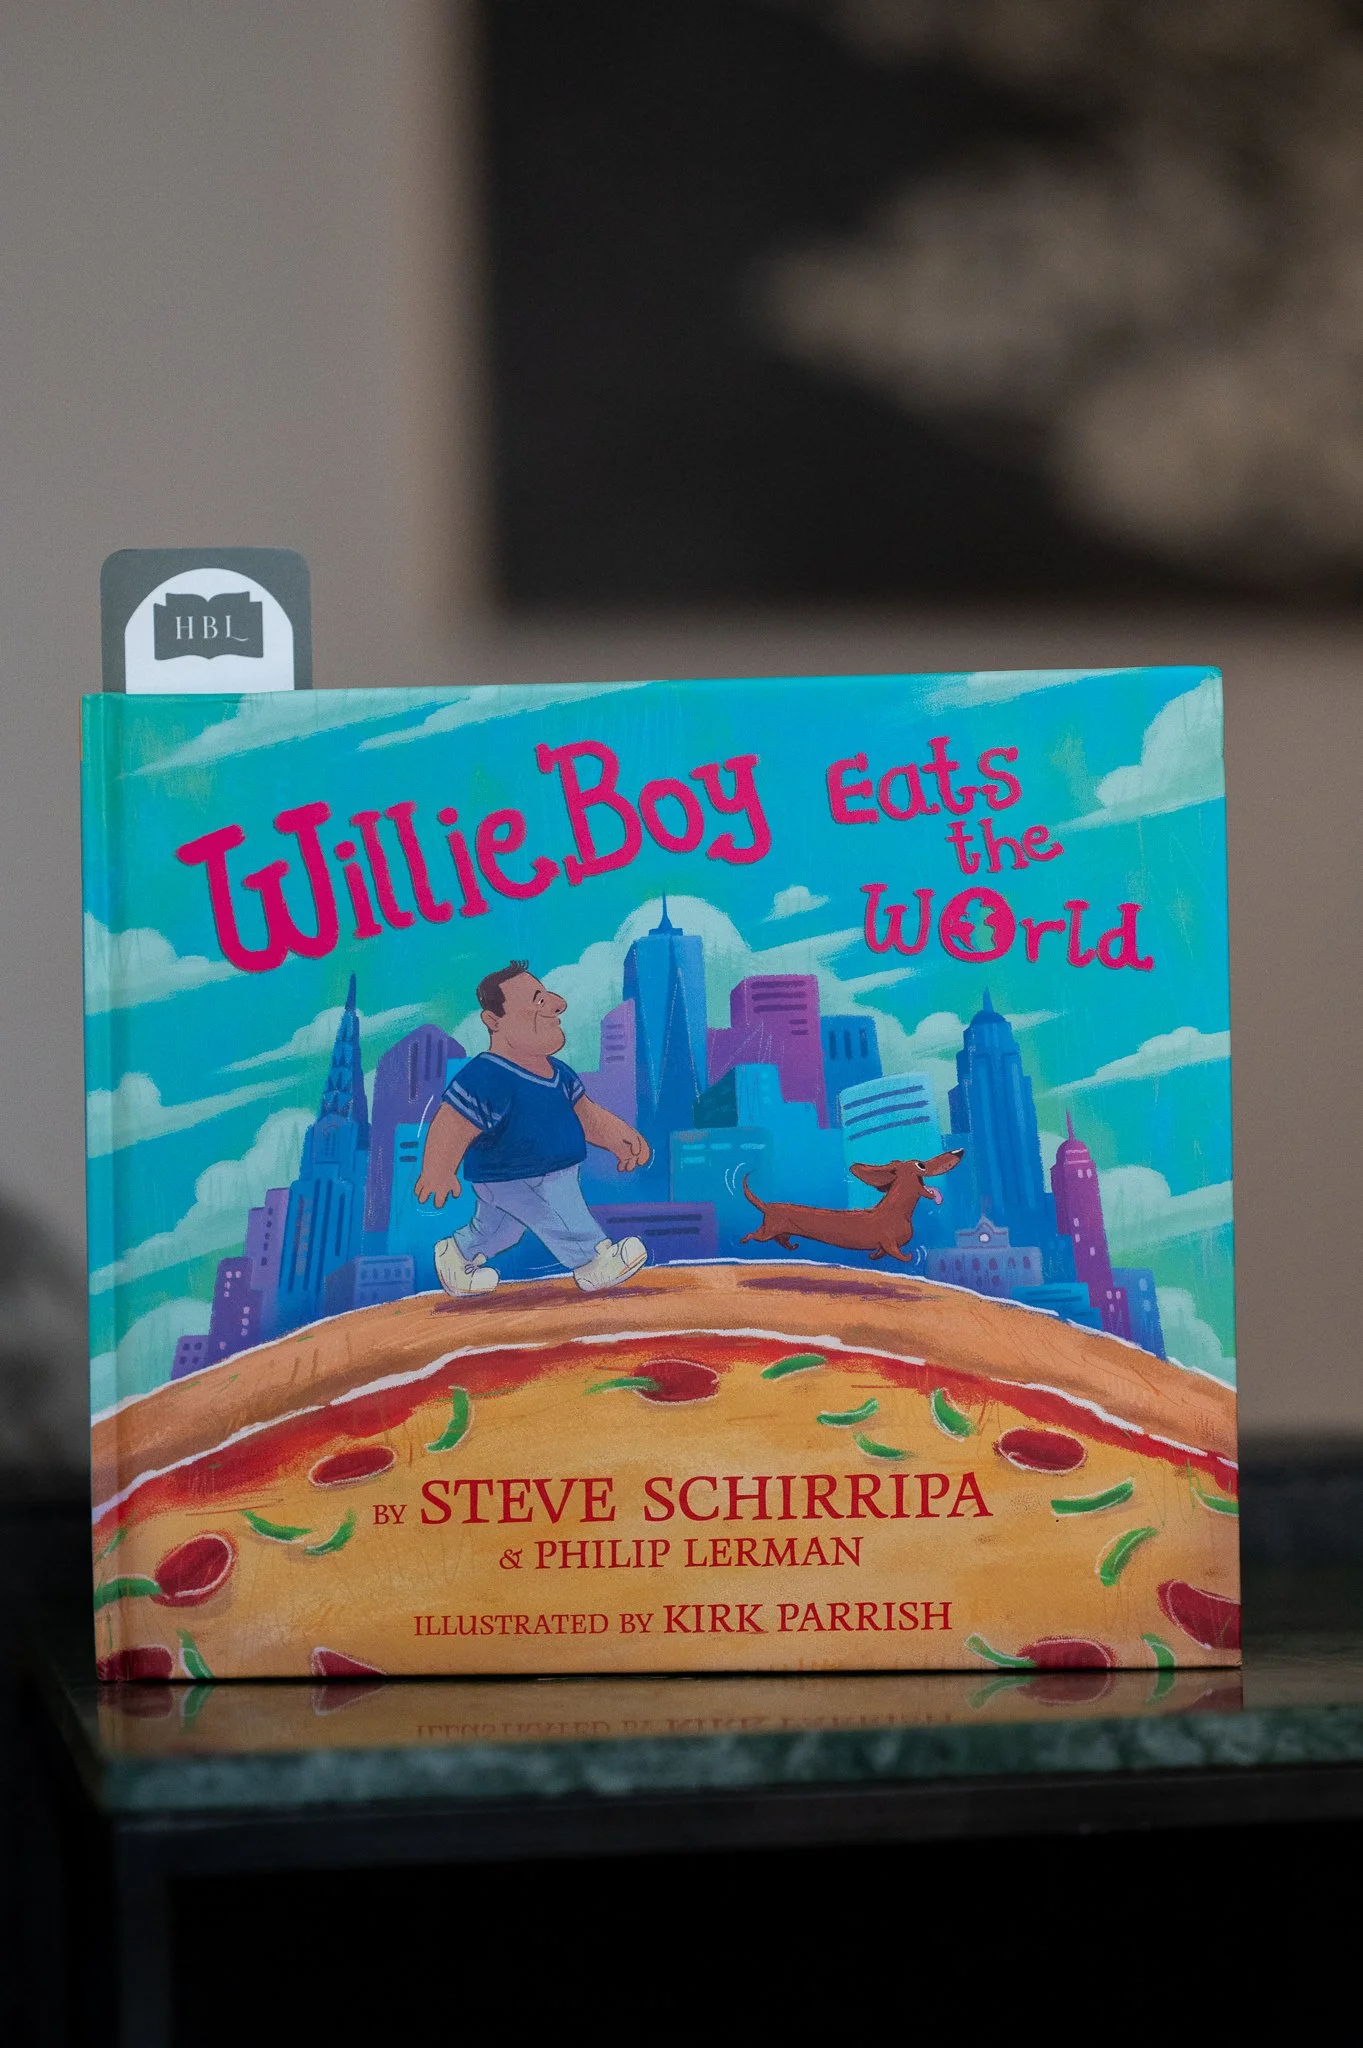 HBL
Willie Boy Eats
the
World
BY STEVE SCHIRRIPA
& PHILIP LERMAN
ILLUSTRATED BY KIRK PARRISH